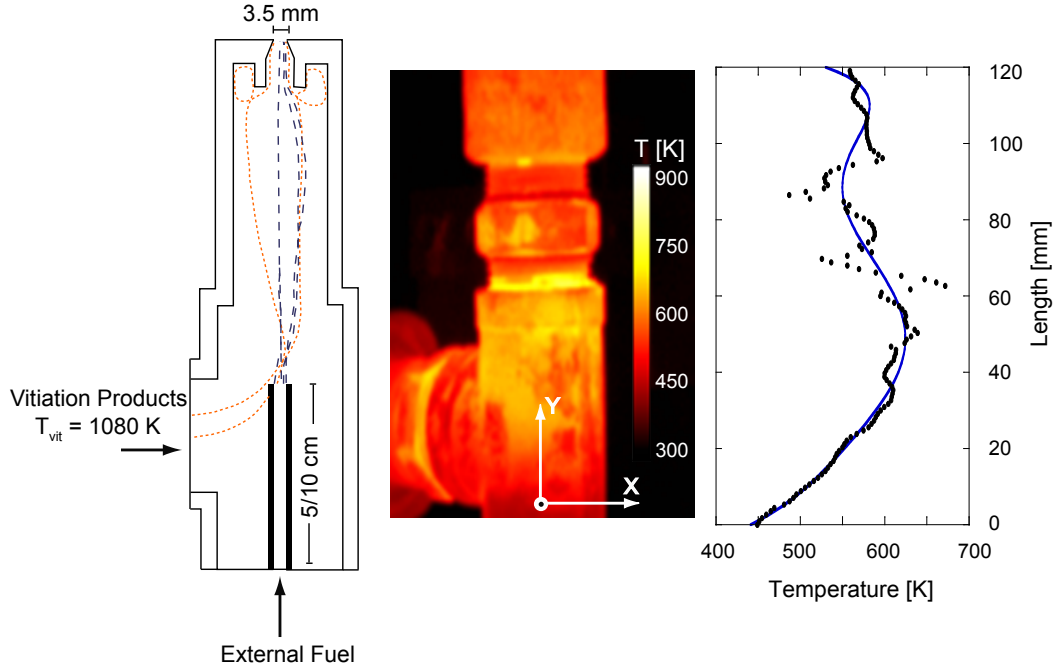 3.5 mm
Vitiation Products
T_vit = 1080 K
5/10 cm
External Fuel
T [K]
900
750
600
450
300
Y
X
120
100
80
60
40
20
0
Length [mm]
400 500 600 700
Temperature [K]